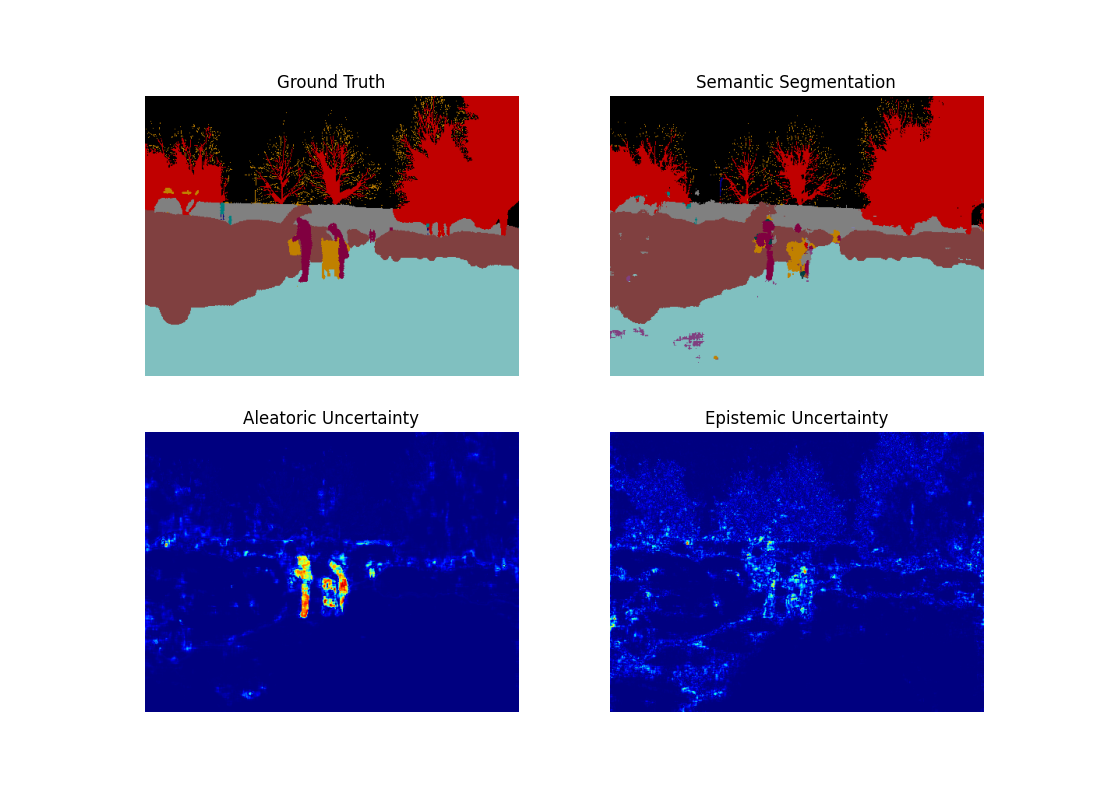 Ground Truth
Semantic Segmentation
Aleatoric Uncertainty
Epistemic Uncertainty